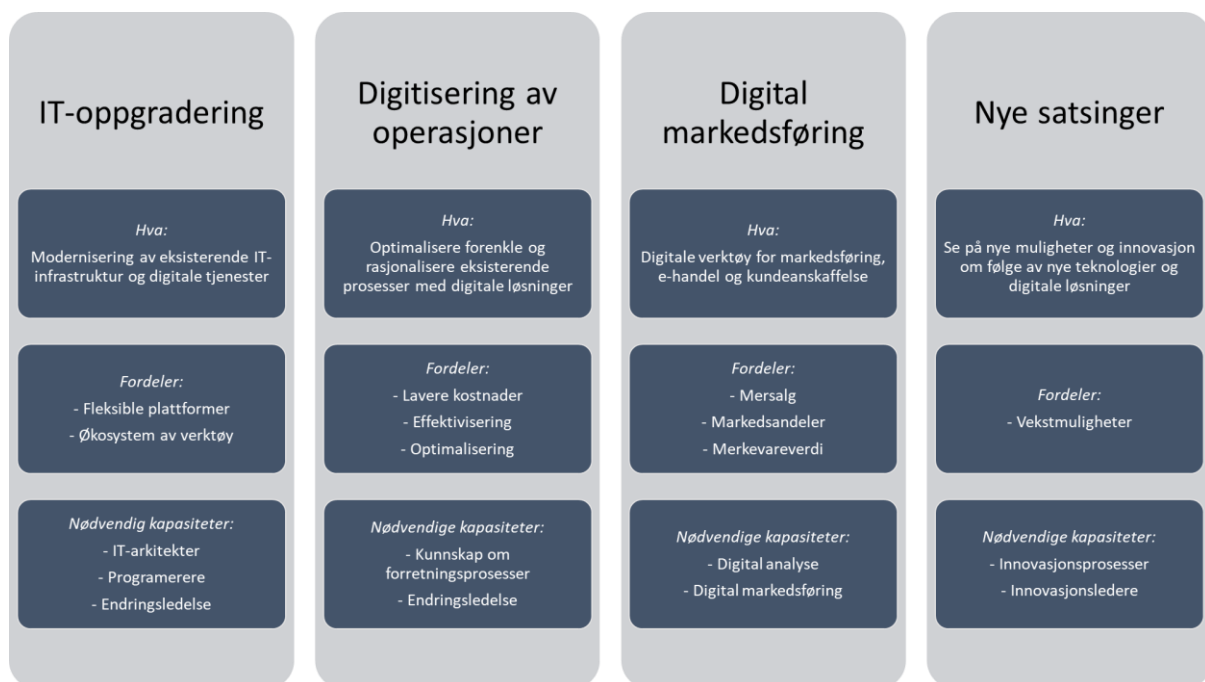 IT-oppgradering
Hva:
Modernisering av eksisterende IT-
infrastruktur og digitale tjenester
Fordeler:
- Fleksible plattformer
- Økosystem av verktøy
Nødvendig kapasiteter:
- IT-arkitekter
- Programerere
- Endringsledelse
Digitisering av
operasjoner
Hva:
Optimalisere forenkle og
rasjonalisere eksisterende
prosesser med digitale løsninger
Fordeler:
- Lavere kostnader
- Effektivisering
- Optimalisering
Nødvendige kapasiteter:
- Kunnskap om
forretningsprosesser
- Endringsledelse
Digital
markedsføring
Hva:
Digitale verktøy for markedsføring,
e-handel og kundeanskaffelse
Fordeler:
- Mersalg
- Markedsandeler
- Merkevareverdi
Nødvendige kapasiteter:
- Digital analyse
- Digital markedsføring
Nye satsinger
Hva:
Se på nye muligheter og innovasjon
om følge av nye teknologier og
digitale løsninger
Fordeler:
- Vekstmuligheter
Nødvendige kapasiteter:
- Innovasjonsprosesser
- Innovasjonsledere